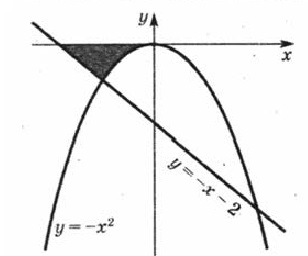 y
x
y = -x - 2
y = -x²